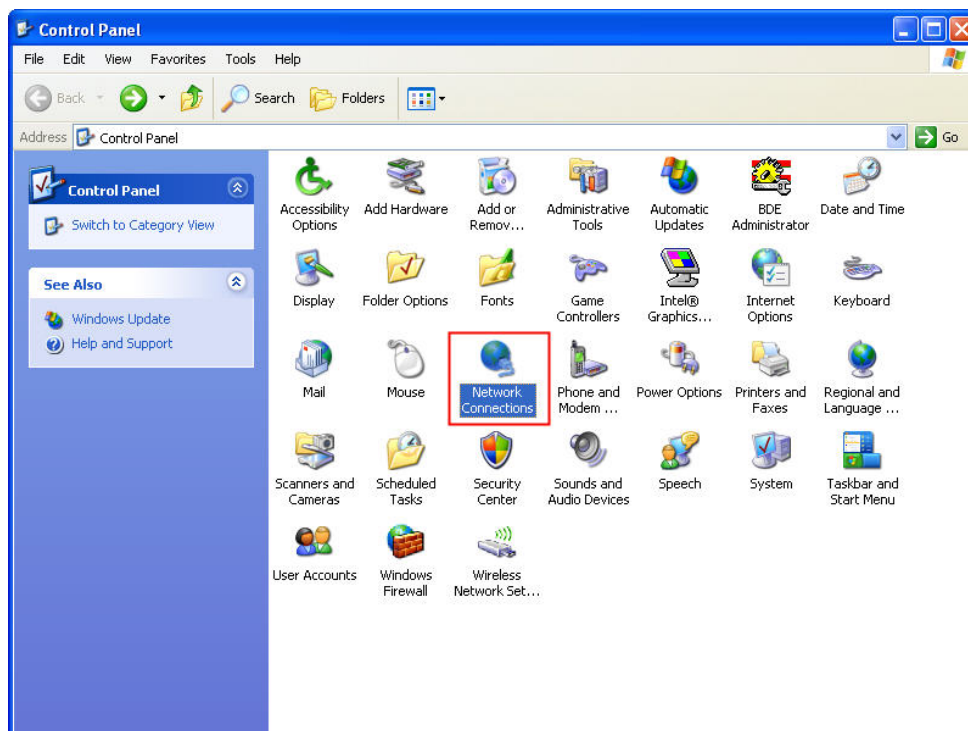 Control Panel
File Edit View Favorites Tools Help
Back Search Folders
Address Control Panel Go
Control Panel
Switch to Category View
See Also
Windows Update
Help and Support
Accessibility Options
Add Hardware
Add or Remov...
Administrative Tools
Automatic Updates
BDE Administrator
Date and Time
Display
Folder Options
Fonts
Game Controllers
Intel® Graphics...
Internet Options
Keyboard
Mail
Mouse
Network Connections
Phone and Modem ...
Power Options
Printers and Faxes
Regional and Language ...
Scanners and Cameras
Scheduled Tasks
Security Center
Sounds and Audio Devices
Speech
System
Taskbar and Start Menu
User Accounts
Windows Firewall
Wireless Network Set...